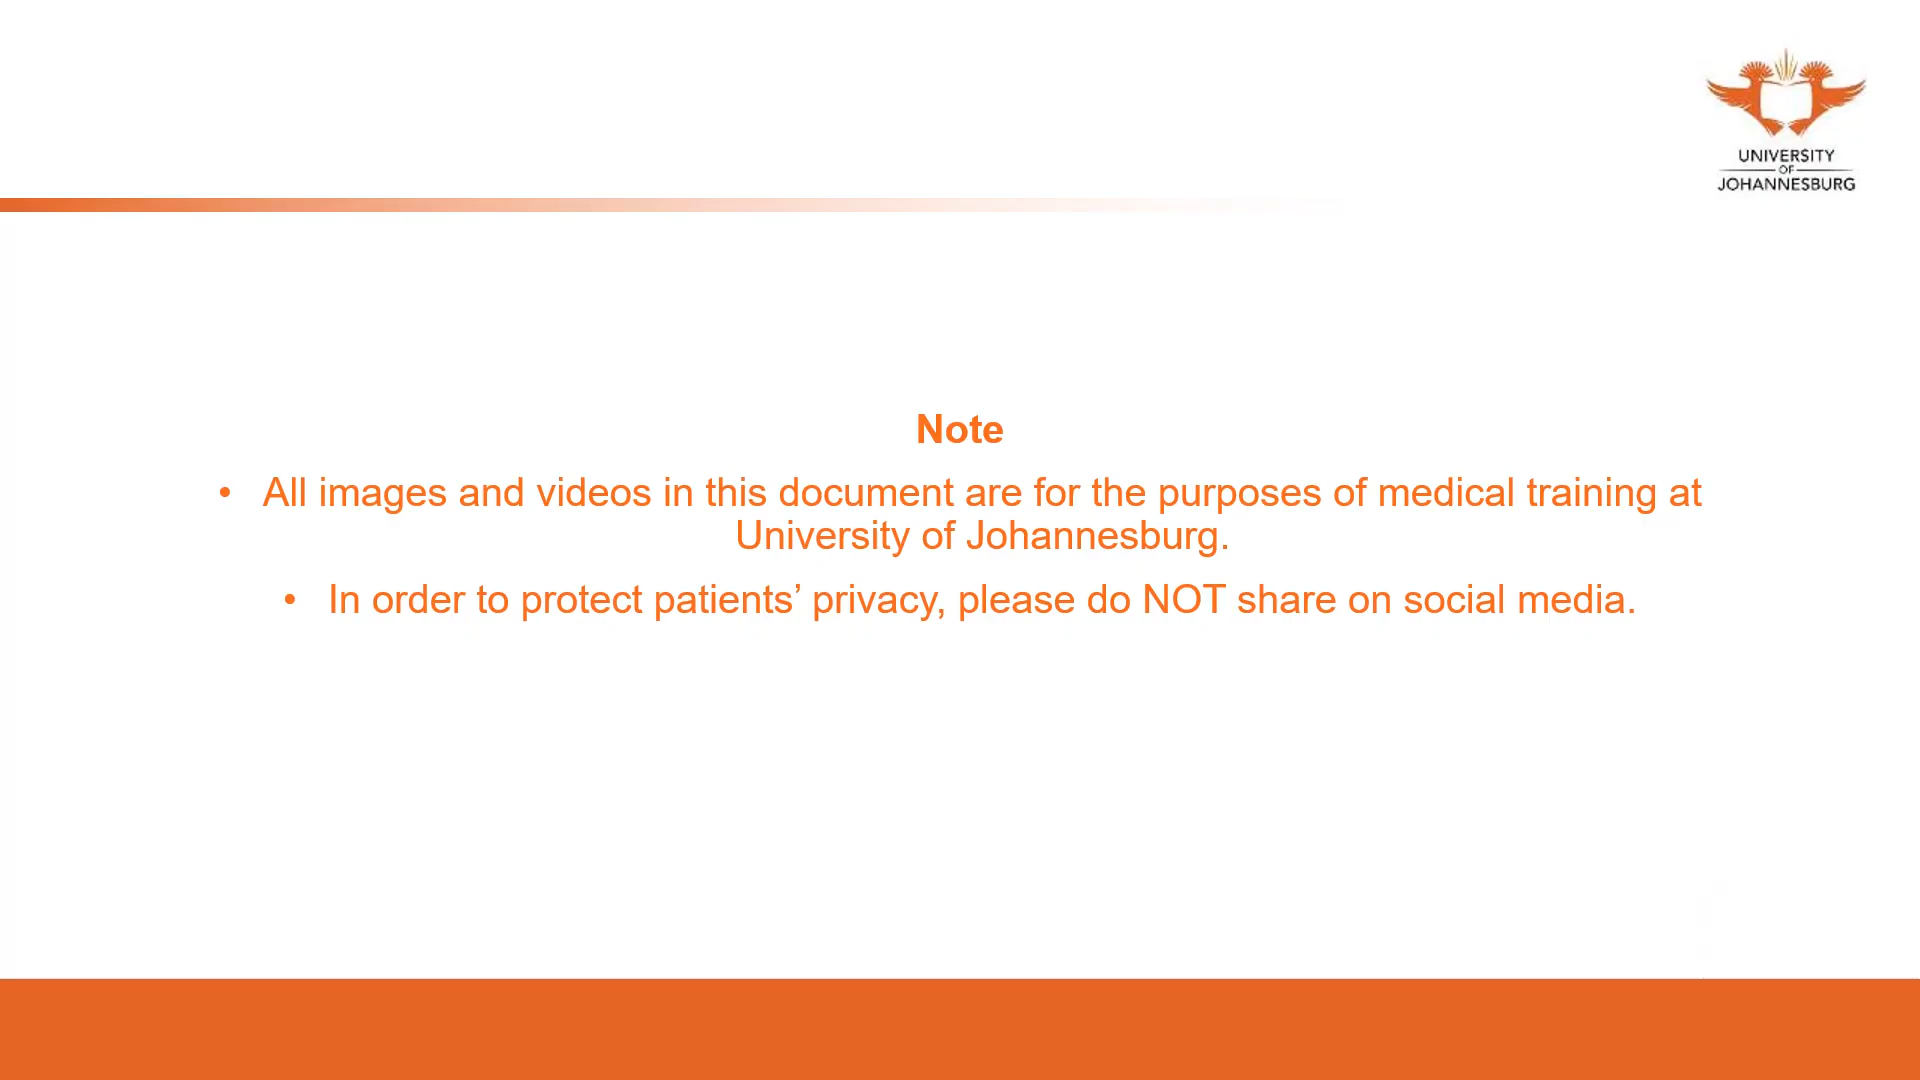 UNIVERSITY
OF
JOHANNESBURG
Note
• All images and videos in this document are for the purposes of medical training at
University of Johannesburg.
• In order to protect patients’ privacy, please do NOT share on social media.